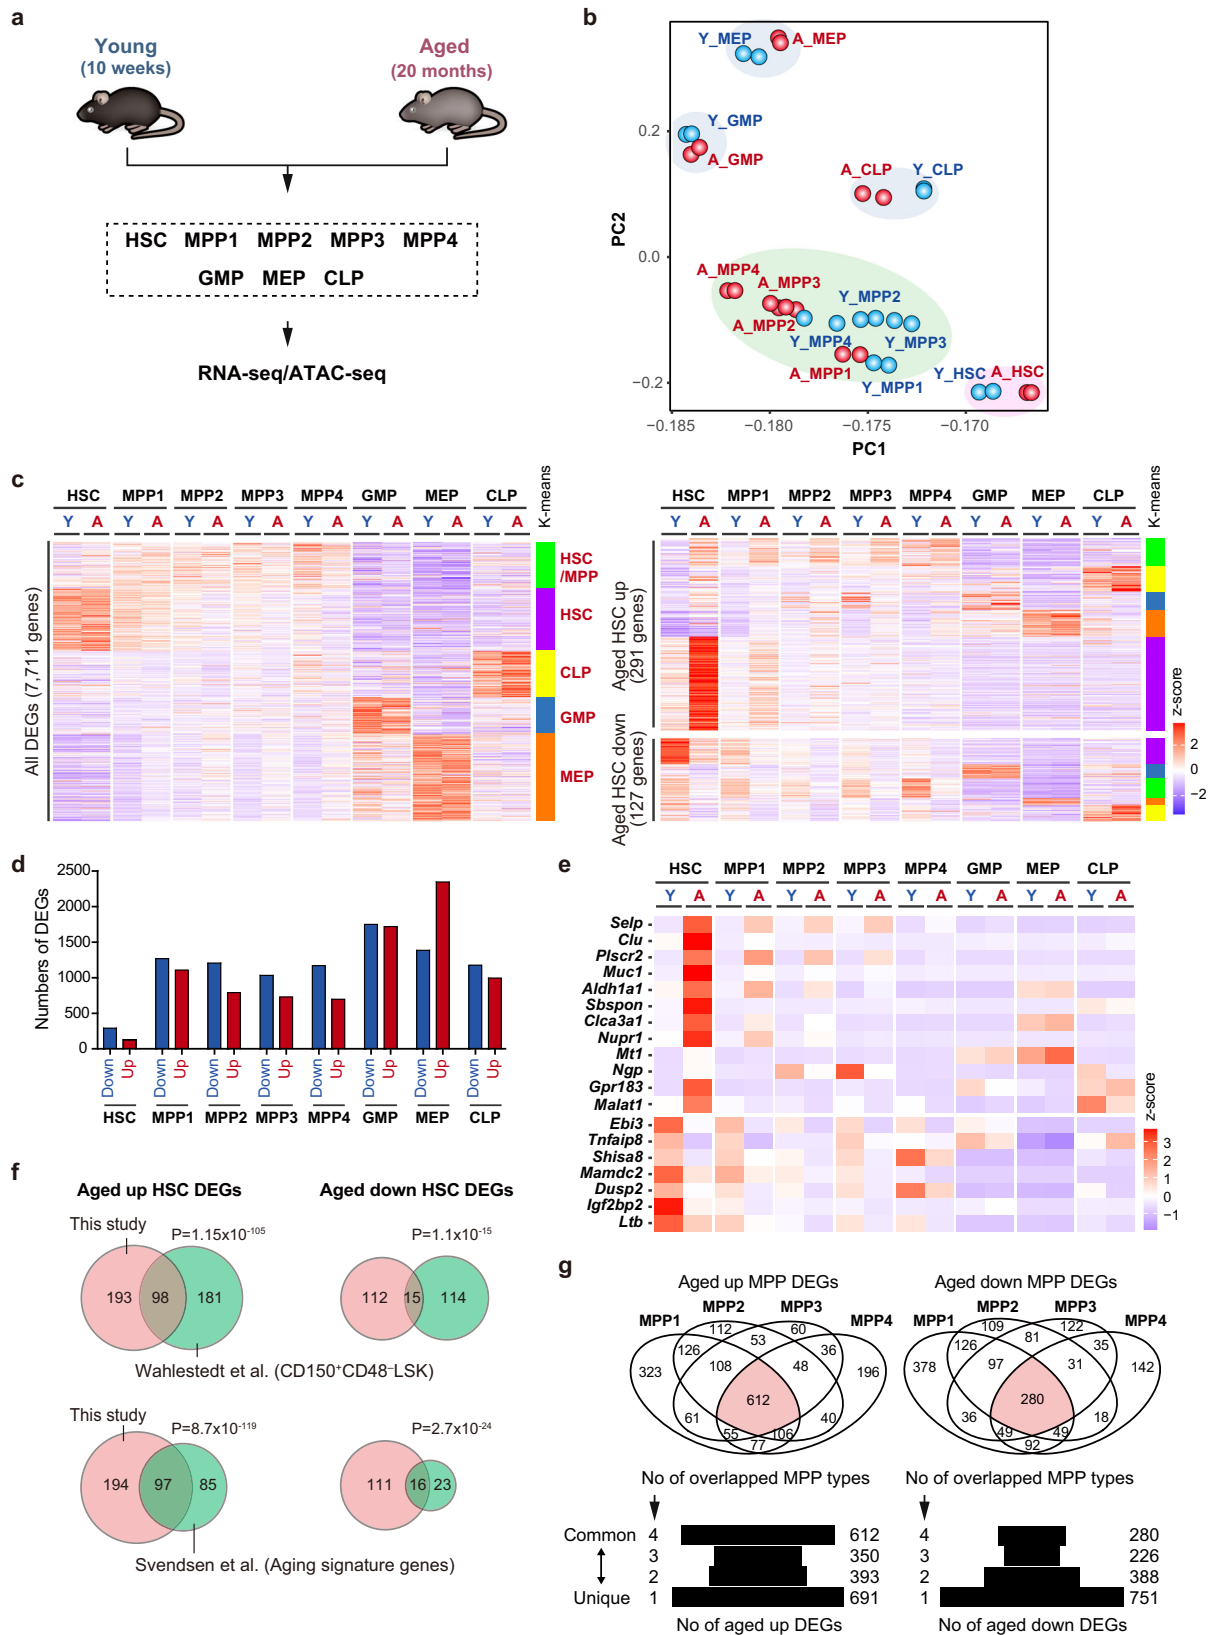 a
Young
(10 weeks)
Aged
(20 months)
HSC MPP1 MPP2 MPP3 MPP4
GMP MEP CLP
RNA-seq/ATAC-seq
b
Y_MEP
A_MEP
Y_GMP
A_GMP
A_CLP
Y_CLP
A_MPP4
A_MPP3
Y_MPP2
A_MPP2
Y_MPP4
Y_MPP3
A_MPP1
Y_MPP1
Y_HSC
A_HSC
0.2
0.0
−0.2
PC2
−0.185
−0.180
−0.175
−0.170
PC1
c
HSC MPP1 MPP2 MPP3 MPP4 GMP MEP CLP
Y A Y A Y A Y A Y A Y A Y A Y A
K-means
All DEGs (7,711 genes)
HSC
/MPP
HSC
CLP
GMP
MEP
HSC MPP1 MPP2 MPP3 MPP4 GMP MEP CLP
Y A Y A Y A Y A Y A Y A Y A Y A
K-means
Aged HSC up
(291 genes)
Aged HSC down
(127 genes)
z-score
2
0
−2
d
Numbers of DEGs
2500
2000
1500
1000
500
0
Down Up Down Up Down Up Down Up Down Up Down Up Down Up Down Up
HSC MPP1 MPP2 MPP3 MPP4 GMP MEP CLP
e
HSC MPP1 MPP2 MPP3 MPP4 GMP MEP CLP
Y A Y A Y A Y A Y A Y A Y A Y A
Selp
Clu
Plscr2
Muc1
Aldh1a1
Sbspon
Clca3a1
Nupr1
Mt1
Ngp
Gpr183
Malat1
Ebi3
Tnfaip8
Shisa8
Mamdc2
Dusp2
Igf2bp2
Ltb
z-score
3
2
1
0
−1
f
Aged up HSC DEGs
Aged down HSC DEGs
This study
P=1.15x10⁻¹⁰⁵
193 98 181
P=1.1x10⁻¹⁵
112 15 114
Wahlestedt et al. (CD150⁺CD48⁻LSK)
This study
P=8.7x10⁻¹¹⁹
194 97 85
P=2.7x10⁻²⁴
111 16 23
Svendsen et al. (Aging signature genes)
g
Aged up MPP DEGs
MPP1 MPP2 MPP3 MPP4
112 60
126 53 36
323 108 48 196
612
61 40
55 106
77
Aged down MPP DEGs
MPP1 MPP2 MPP3 MPP4
109 122
126 81 35
378 97 31 142
280
36 18
49 49
92
No of overlapped MPP types
Common 4 612
3 350
2 393
Unique 1 691
No of aged up DEGs
No of overlapped MPP types
4 280
3 226
2 388
1 751
No of aged down DEGs